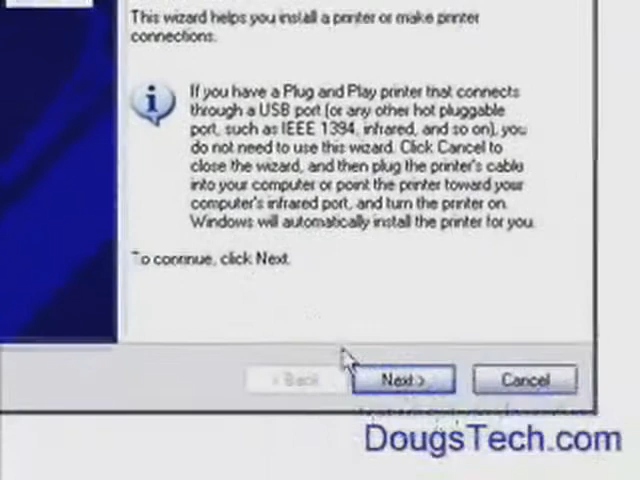 This wizard helps you install a printer or make printer
connections.
If you have a Plug and Play printer that connects
through a USB port (or any other hot pluggable
port, such as IEEE 1394, infrared, and so on), you
do not need to use this wizard. Click Cancel to
close the wizard, and then plug the printer's cable
into your computer or point the printer toward your
computer's infrared port, and turn the printer on.
Windows will automatically install the printer for you.
To continue, click Next.
< Back
Next >
Cancel
DougsTech.com